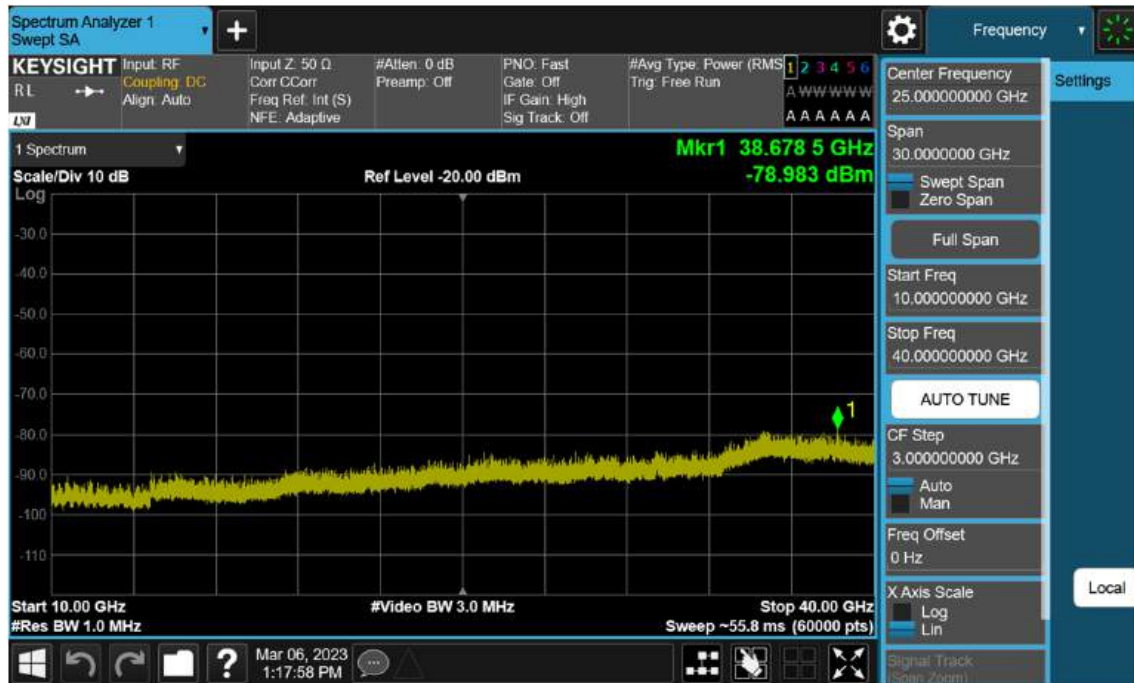 Spectrum Analyzer 1
Swept SA
Frequency
KEYSIGHT
RL
LXI
Input: RF
Coupling: DC
Align: Auto
Input Z: 50 Ω
Corr CCorr
Freq Ref: Int (S)
NFE: Adaptive
#Atten: 0 dB
Preamp: Off
PNO: Fast
Gate: Off
IF Gain: High
Sig Track: Off
#Avg Type: Power (RMS
Trig: Free Run
1 2 3 4 5 6
A W W W W W
A A A A A A
1 Spectrum
Scale/Div 10 dB
Log
Ref Level -20.00 dBm
Mkr1 38.678 5 GHz
-78.983 dBm
-30.0
-40.0
-50.0
-60.0
-70.0
-80.0
-90.0
-100
-110
1
Start 10.00 GHz
#Res BW 1.0 MHz
#Video BW 3.0 MHz
Stop 40.00 GHz
Sweep ~55.8 ms (60000 pts)
Center Frequency
25.000000000 GHz
Span
30.0000000 GHz
Swept Span
Zero Span
Full Span
Start Freq
10.000000000 GHz
Stop Freq
40.000000000 GHz
AUTO TUNE
CF Step
3.000000000 GHz
Auto
Man
Freq Offset
0 Hz
X Axis Scale
Log
Lin
Signal Track
(Span Zoom)
Settings
Local
?
Mar 06, 2023
1:17:58 PM